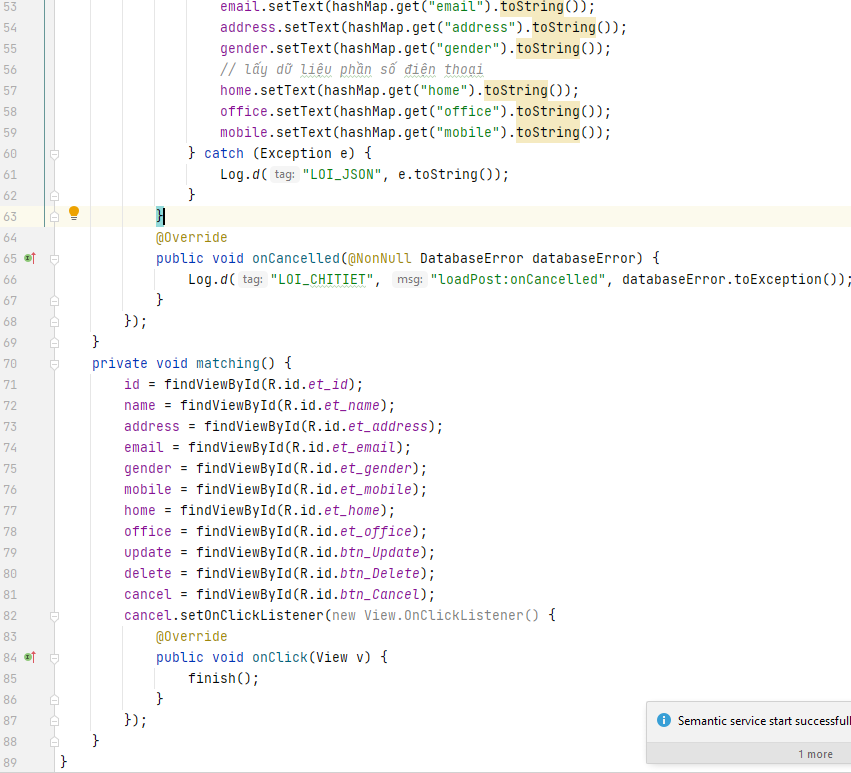 53 email.setText(hashMap.get("email").toString());
54 address.setText(hashMap.get("address").toString());
55 gender.setText(hashMap.get("gender").toString());
56 // lấy dữ liệu phần số điện thoại
57 home.setText(hashMap.get("home").toString());
58 office.setText(hashMap.get("office").toString());
59 mobile.setText(hashMap.get("mobile").toString());
60 } catch (Exception e) {
61 Log.d( tag: "LOI_JSON", e.toString());
62 }
63 }
64 @Override
65 public void onCancelled(@NonNull DatabaseError databaseError) {
66 Log.d( tag: "LOI_CHITIET", msg: "loadPost:onCancelled", databaseError.toException());
67 }
68 });
69 }
70 private void matching() {
71 id = findViewById(R.id.et_id);
72 name = findViewById(R.id.et_name);
73 address = findViewById(R.id.et_address);
74 email = findViewById(R.id.et_email);
75 gender = findViewById(R.id.et_gender);
76 mobile = findViewById(R.id.et_mobile);
77 home = findViewById(R.id.et_home);
78 office = findViewById(R.id.et_office);
79 update = findViewById(R.id.btn_Update);
80 delete = findViewById(R.id.btn_Delete);
81 cancel = findViewById(R.id.btn_Cancel);
82 cancel.setOnClickListener(new View.OnClickListener() {
83 @Override
84 public void onClick(View v) {
85 finish();
86 }
87 });
88 }
89 }
Semantic service start successfull
1 more